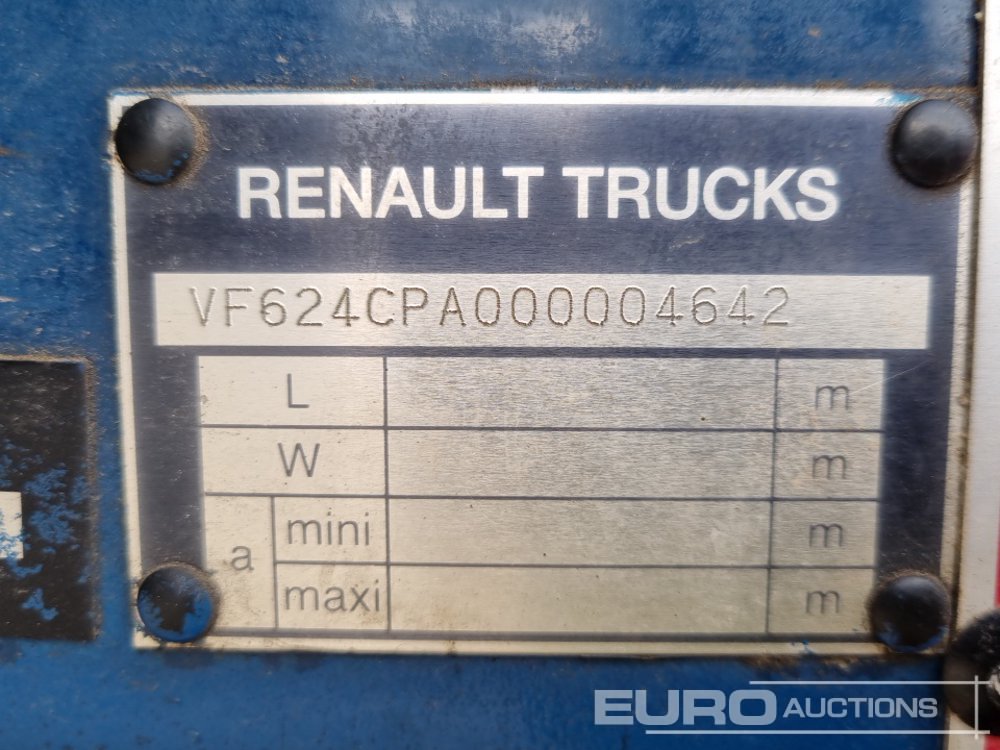 RENAULT TRUCKS
VF624CPA000004642
L m
W m
a mini m
maxi m
EURO AUCTIONS